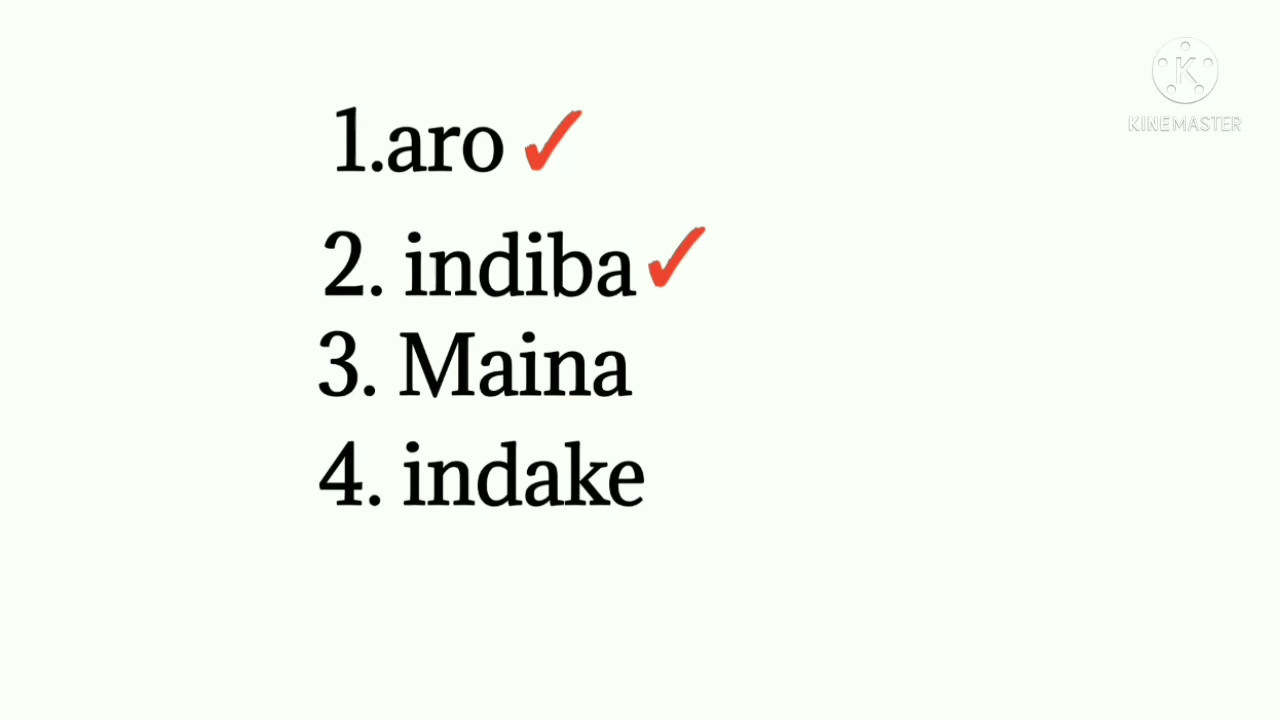 KINEMASTER
1.aro ✓
2. indiba ✓
3. Maina
4. indake